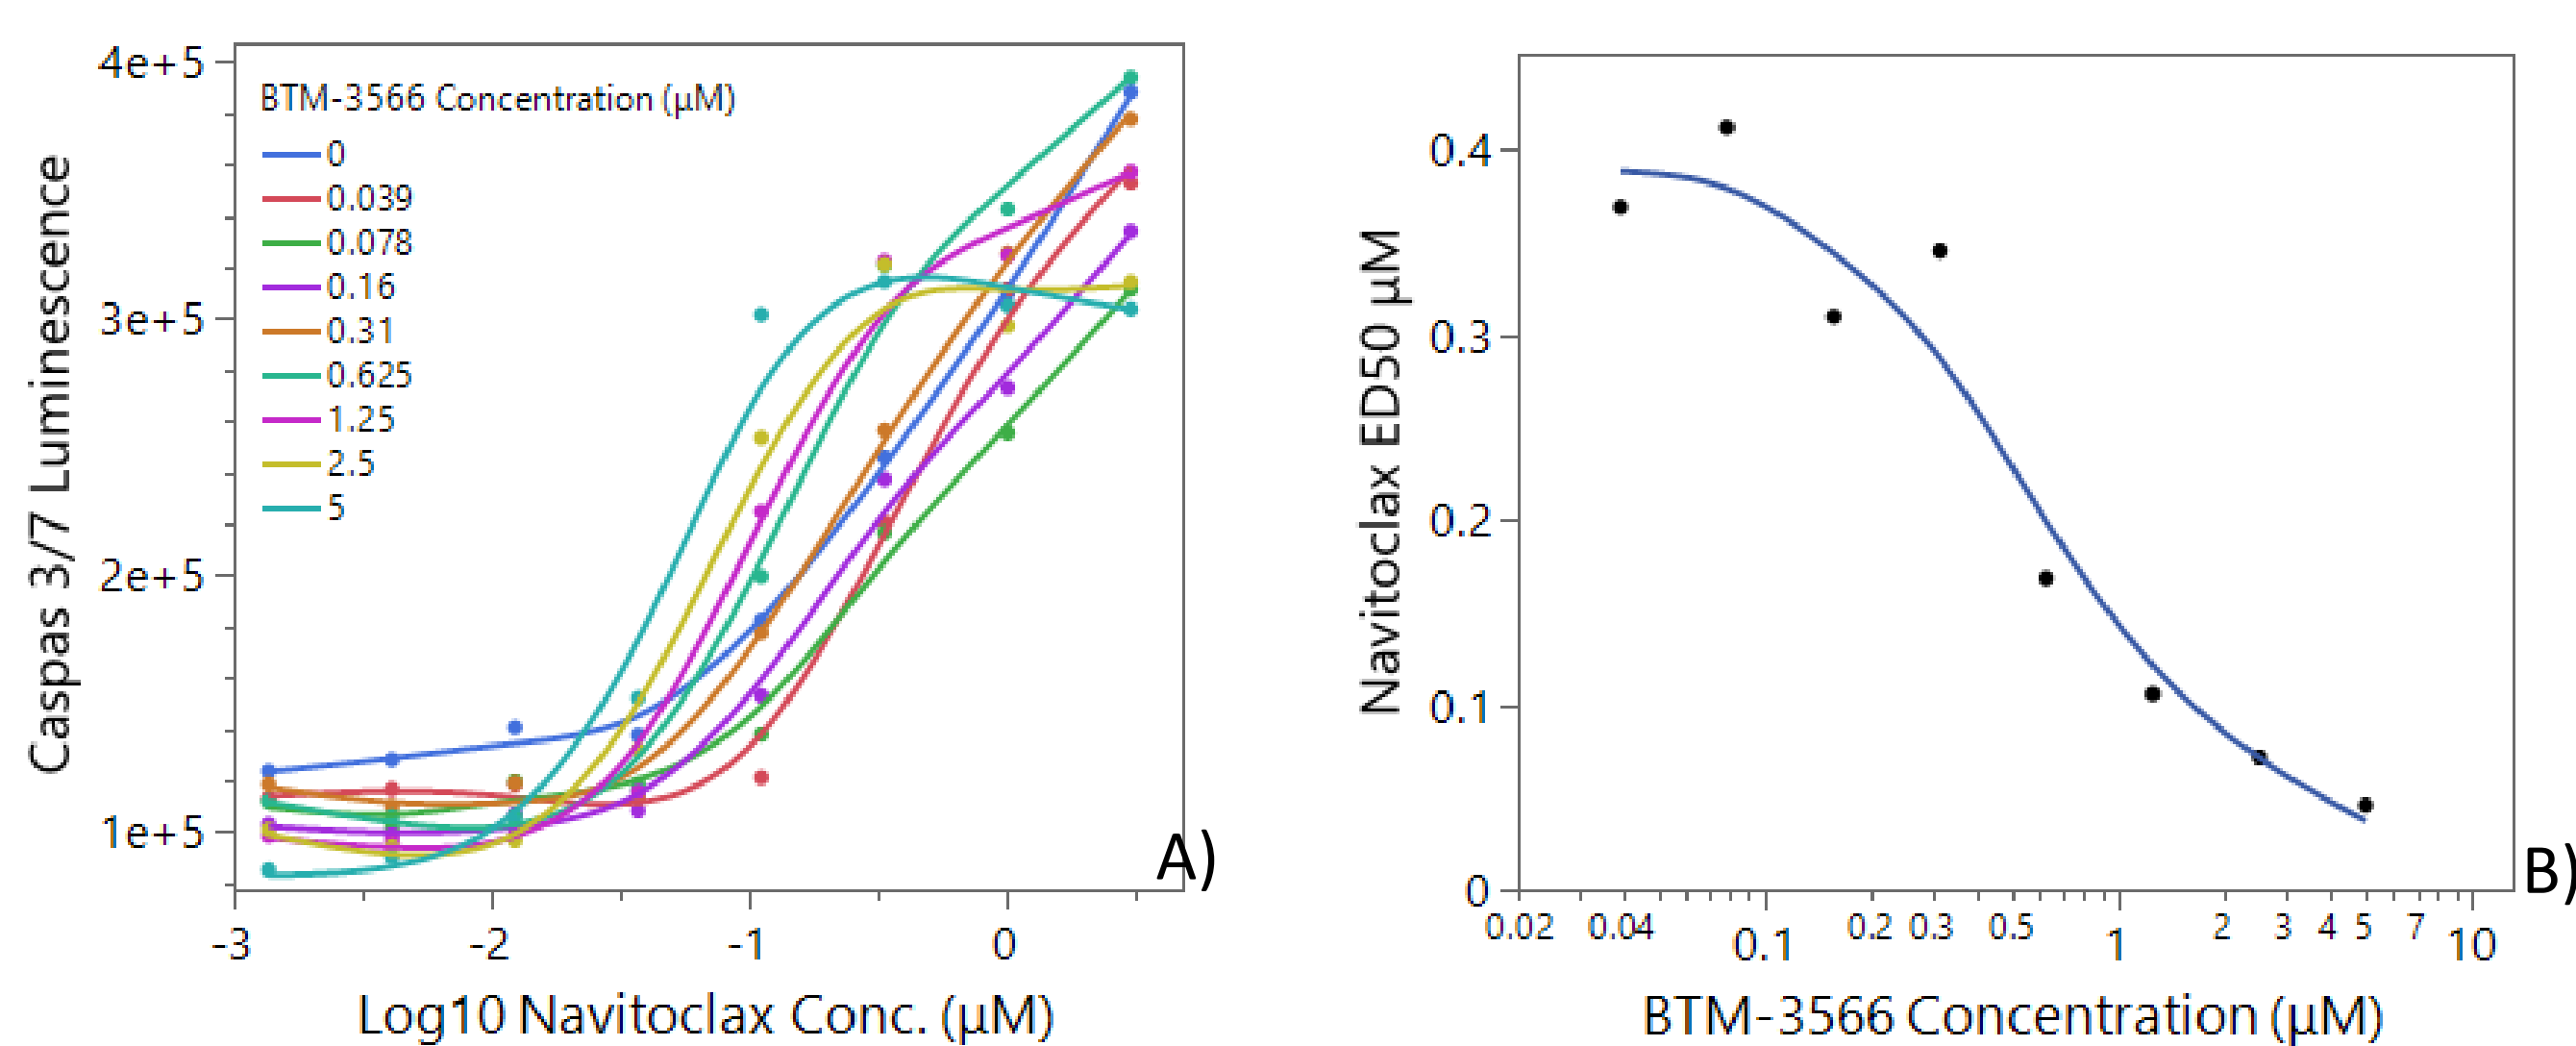 4e+5
3e+5
2e+5
1e+5
Caspas 3/7 Luminescence
BTM-3566 Concentration (µM)
0
0.039
0.078
0.16
0.31
0.625
1.25
2.5
5
-3
-2
-1
0
Log10 Navitoclax Conc. (µM)
A)
0.4
0.3
0.2
0.1
0
Navitoclax ED50 µM
0.02 0.04 0.1 0.2 0.3 0.5 1 2 3 4 5 7 10
BTM-3566 Concentration (µM)
B)